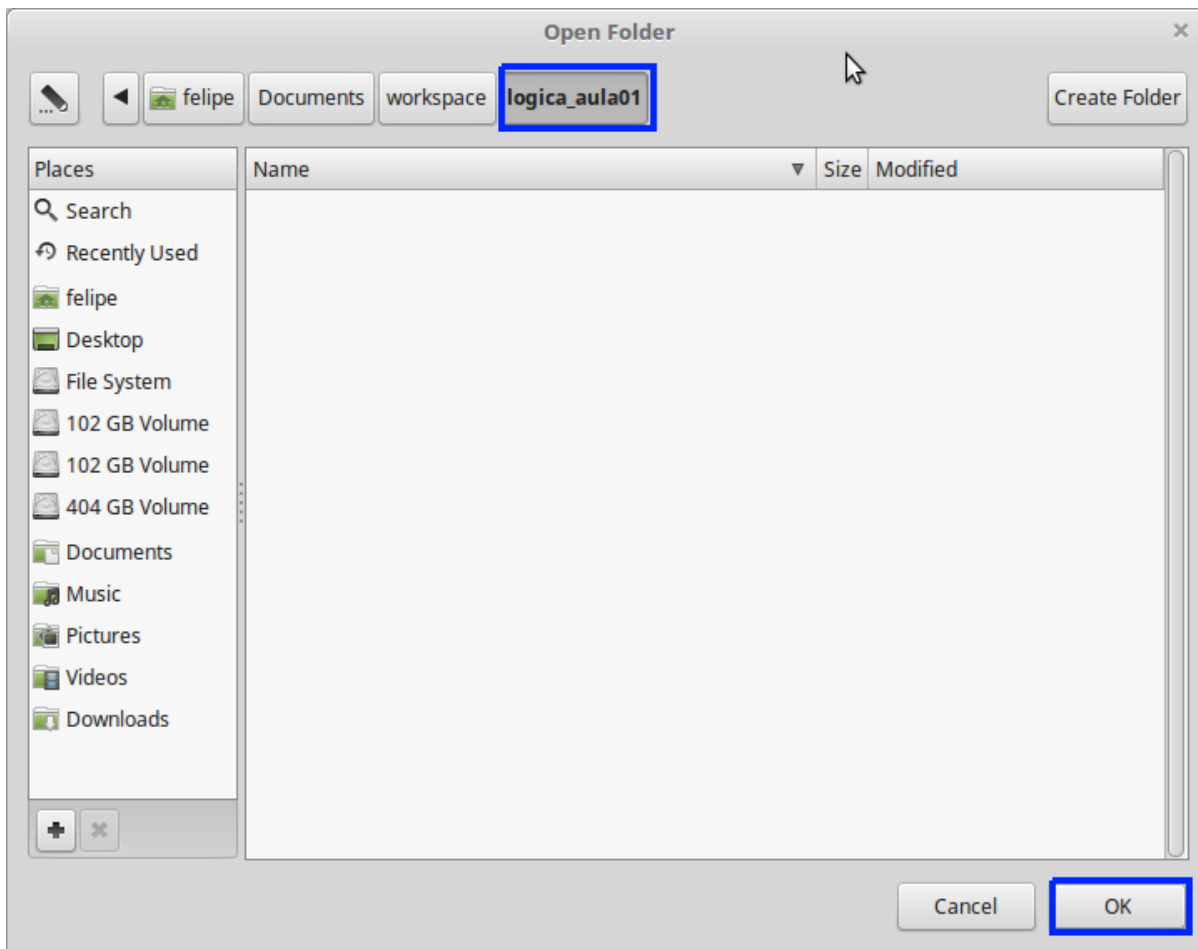 Open Folder
felipe Documents workspace logica_aula01 Create Folder
Places
Name Size Modified
Search
Recently Used
felipe
Desktop
File System
102 GB Volume
102 GB Volume
404 GB Volume
Documents
Music
Pictures
Videos
Downloads
Cancel OK